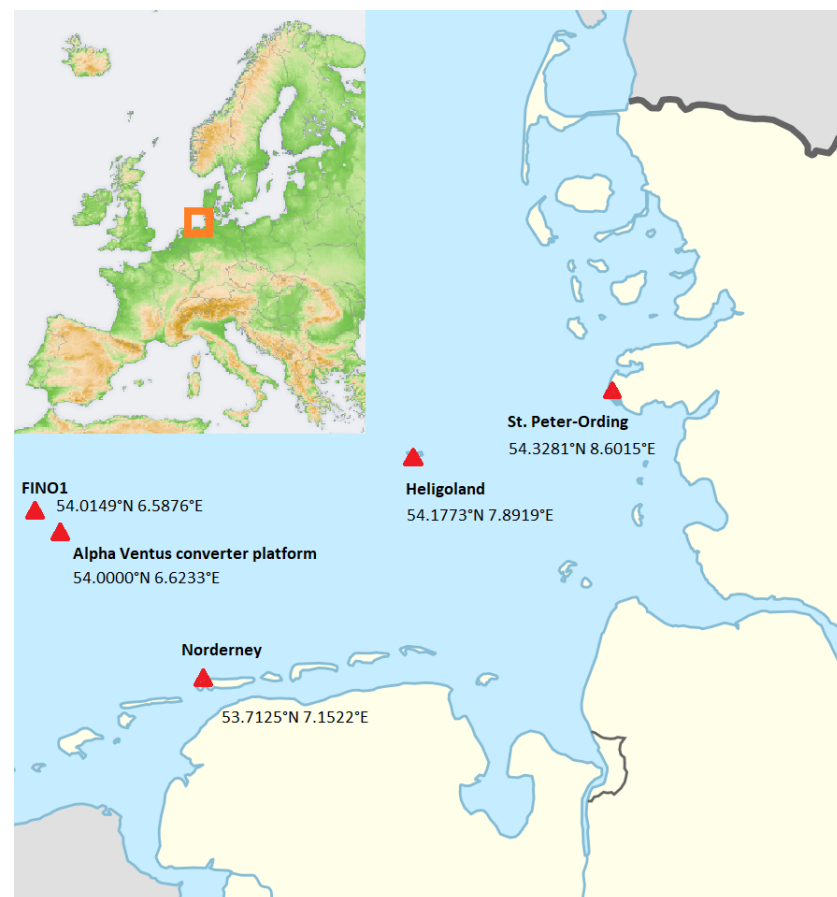 St. Peter-Ording
54.3281°N 8.6015°E
Heligoland
54.1773°N 7.8919°E
FINO1
54.0149°N 6.5876°E
Alpha Ventus converter platform
54.0000°N 6.6233°E
Norderney
53.7125°N 7.1522°E